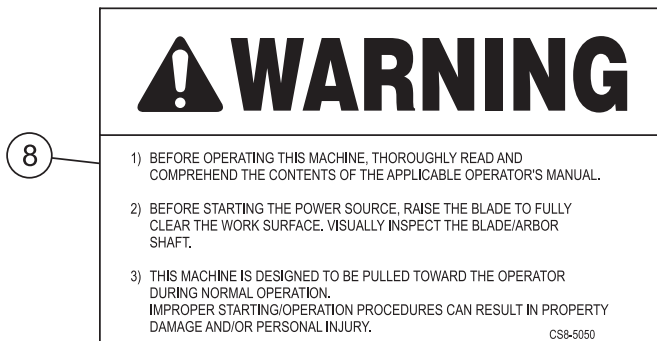 WARNING
8
1) BEFORE OPERATING THIS MACHINE, THOROUGHLY READ AND
COMPREHEND THE CONTENTS OF THE APPLICABLE OPERATOR'S MANUAL.
2) BEFORE STARTING THE POWER SOURCE, RAISE THE BLADE TO FULLY
CLEAR THE WORK SURFACE. VISUALLY INSPECT THE BLADE/ARBOR
SHAFT.
3) THIS MACHINE IS DESIGNED TO BE PULLED TOWARD THE OPERATOR
DURING NORMAL OPERATION.
IMPROPER STARTING/OPERATION PROCEDURES CAN RESULT IN PROPERTY
DAMAGE AND/OR PERSONAL INJURY.
CS8-5050